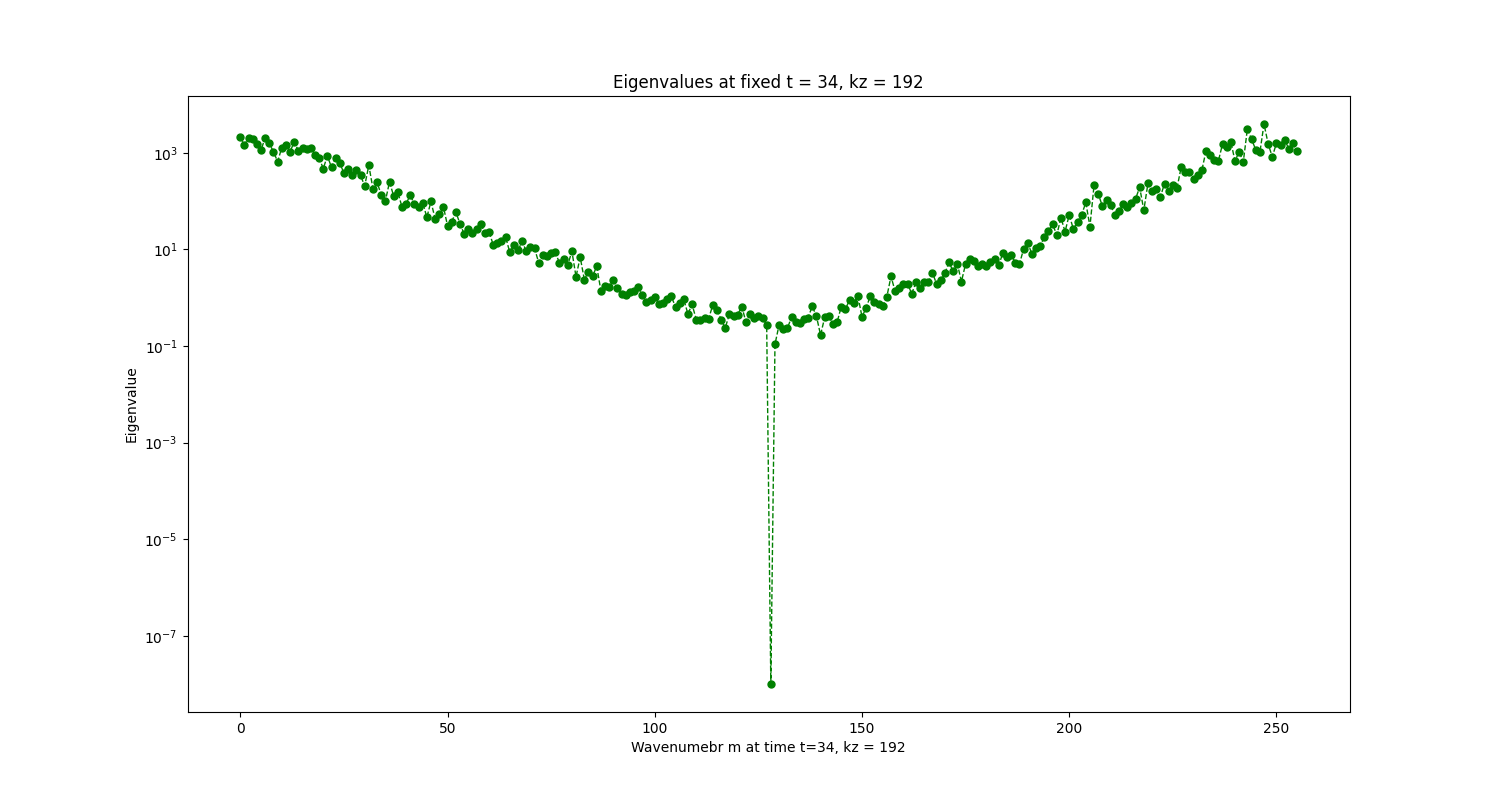 Eigenvalues at fixed t = 34, kz = 192
Eigenvalue
10^3
10^1
10^−1
10^−3
10^−5
10^−7
0 50 100 150 200 250
Wavenumebr m at time t=34, kz = 192